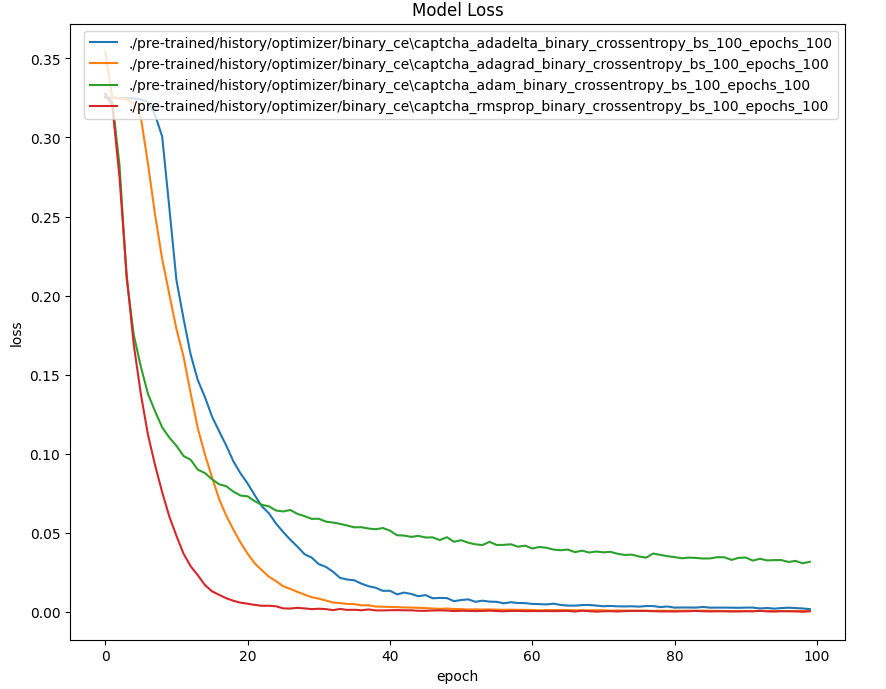 Model Loss
./pre-trained/history/optimizer/binary_ce\captcha_adadelta_binary_crossentropy_bs_100_epochs_100
./pre-trained/history/optimizer/binary_ce\captcha_adagrad_binary_crossentropy_bs_100_epochs_100
./pre-trained/history/optimizer/binary_ce\captcha_adam_binary_crossentropy_bs_100_epochs_100
./pre-trained/history/optimizer/binary_ce\captcha_rmsprop_binary_crossentropy_bs_100_epochs_100
0.35
0.30
0.25
0.20
0.15
0.10
0.05
0.00
loss
0 20 40 60 80 100
epoch